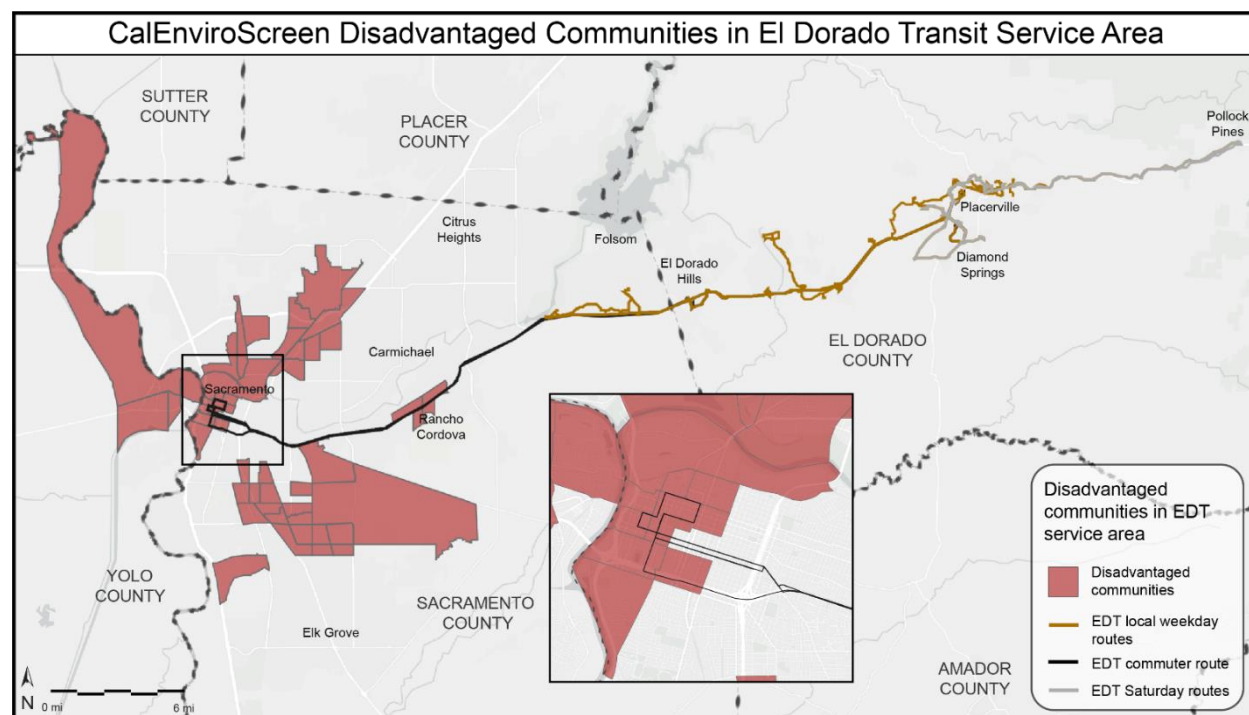 CalEnviroScreen Disadvantaged Communities in El Dorado Transit Service Area
SUTTER
COUNTY
PLACER
COUNTY
Pollock
Pines
Placerville
Citrus
Heights
Folsom
Diamond
Springs
El Dorado
Hills
EL DORADO
COUNTY
Carmichael
Sacramento
Rancho
Cordova
YOLO
COUNTY
SACRAMENTO
COUNTY
Elk Grove
AMADOR
COUNTY
N
0 mi
6 mi
Disadvantaged
communities in EDT
service area
Disadvantaged
communities
EDT local weekday
routes
EDT commuter route
EDT Saturday routes